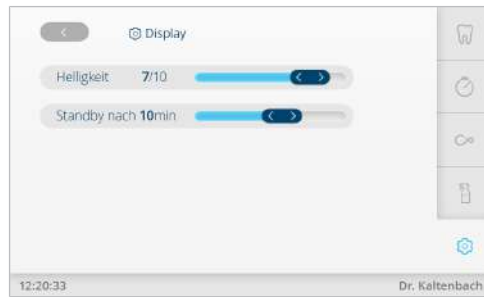 Display
Helligkeit 7/10
Standby nach 10min
12:20:33 Dr. Kaltenbach